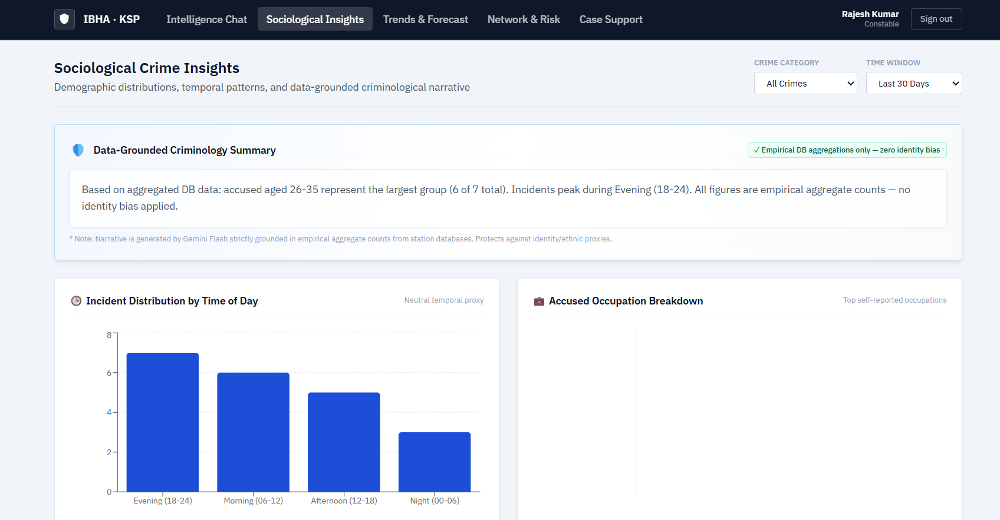 IBHA · KSP
Intelligence Chat
Sociological Insights
Trends & Forecast
Network & Risk
Case Support
Rajesh Kumar
Constable
Sign out
Sociological Crime Insights
Demographic distributions, temporal patterns, and data-grounded criminological narrative
CRIME CATEGORY
All Crimes
TIME WINDOW
Last 30 Days
Data-Grounded Criminology Summary
✓ Empirical DB aggregations only — zero identity bias
Based on aggregated DB data: accused aged 26-35 represent the largest group (6 of 7 total). Incidents peak during Evening (18-24). All figures are empirical aggregate counts — no
identity bias applied.
* Note: Narrative is generated by Gemini Flash strictly grounded in empirical aggregate counts from station databases. Protects against identity/ethnic proxies.
Incident Distribution by Time of Day
Neutral temporal proxy
8
6
4
2
0
Evening (18-24)
Morning (06-12)
Afternoon (12-18)
Night (00-06)
Accused Occupation Breakdown
Top self-reported occupations